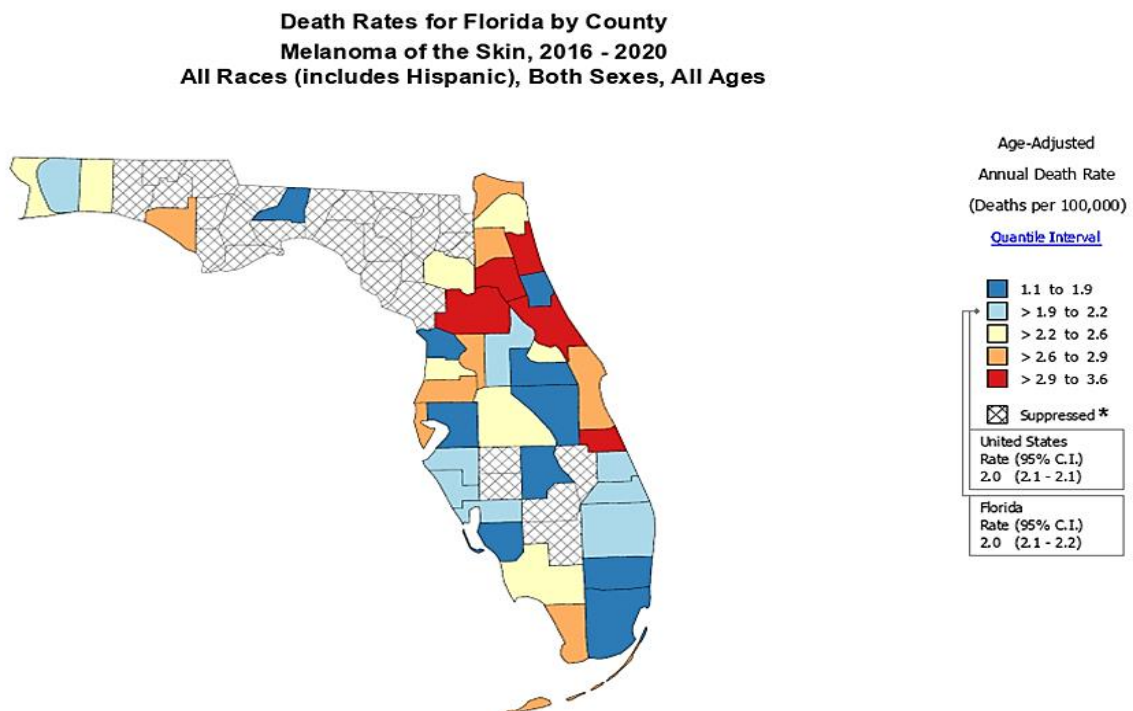 Death Rates for Florida by County
Melanoma of the Skin, 2016 - 2020
All Races (includes Hispanic), Both Sexes, All Ages
Age-Adjusted
Annual Death Rate
(Deaths per 100,000)
Quantile Interval
1.1 to 1.9
> 1.9 to 2.2
> 2.2 to 2.6
> 2.6 to 2.9
> 2.9 to 3.6
Suppressed *
United States
Rate (95% C.I.)
2.0 (2.1 - 2.1)
Florida
Rate (95% C.I.)
2.0 (2.1 - 2.2)